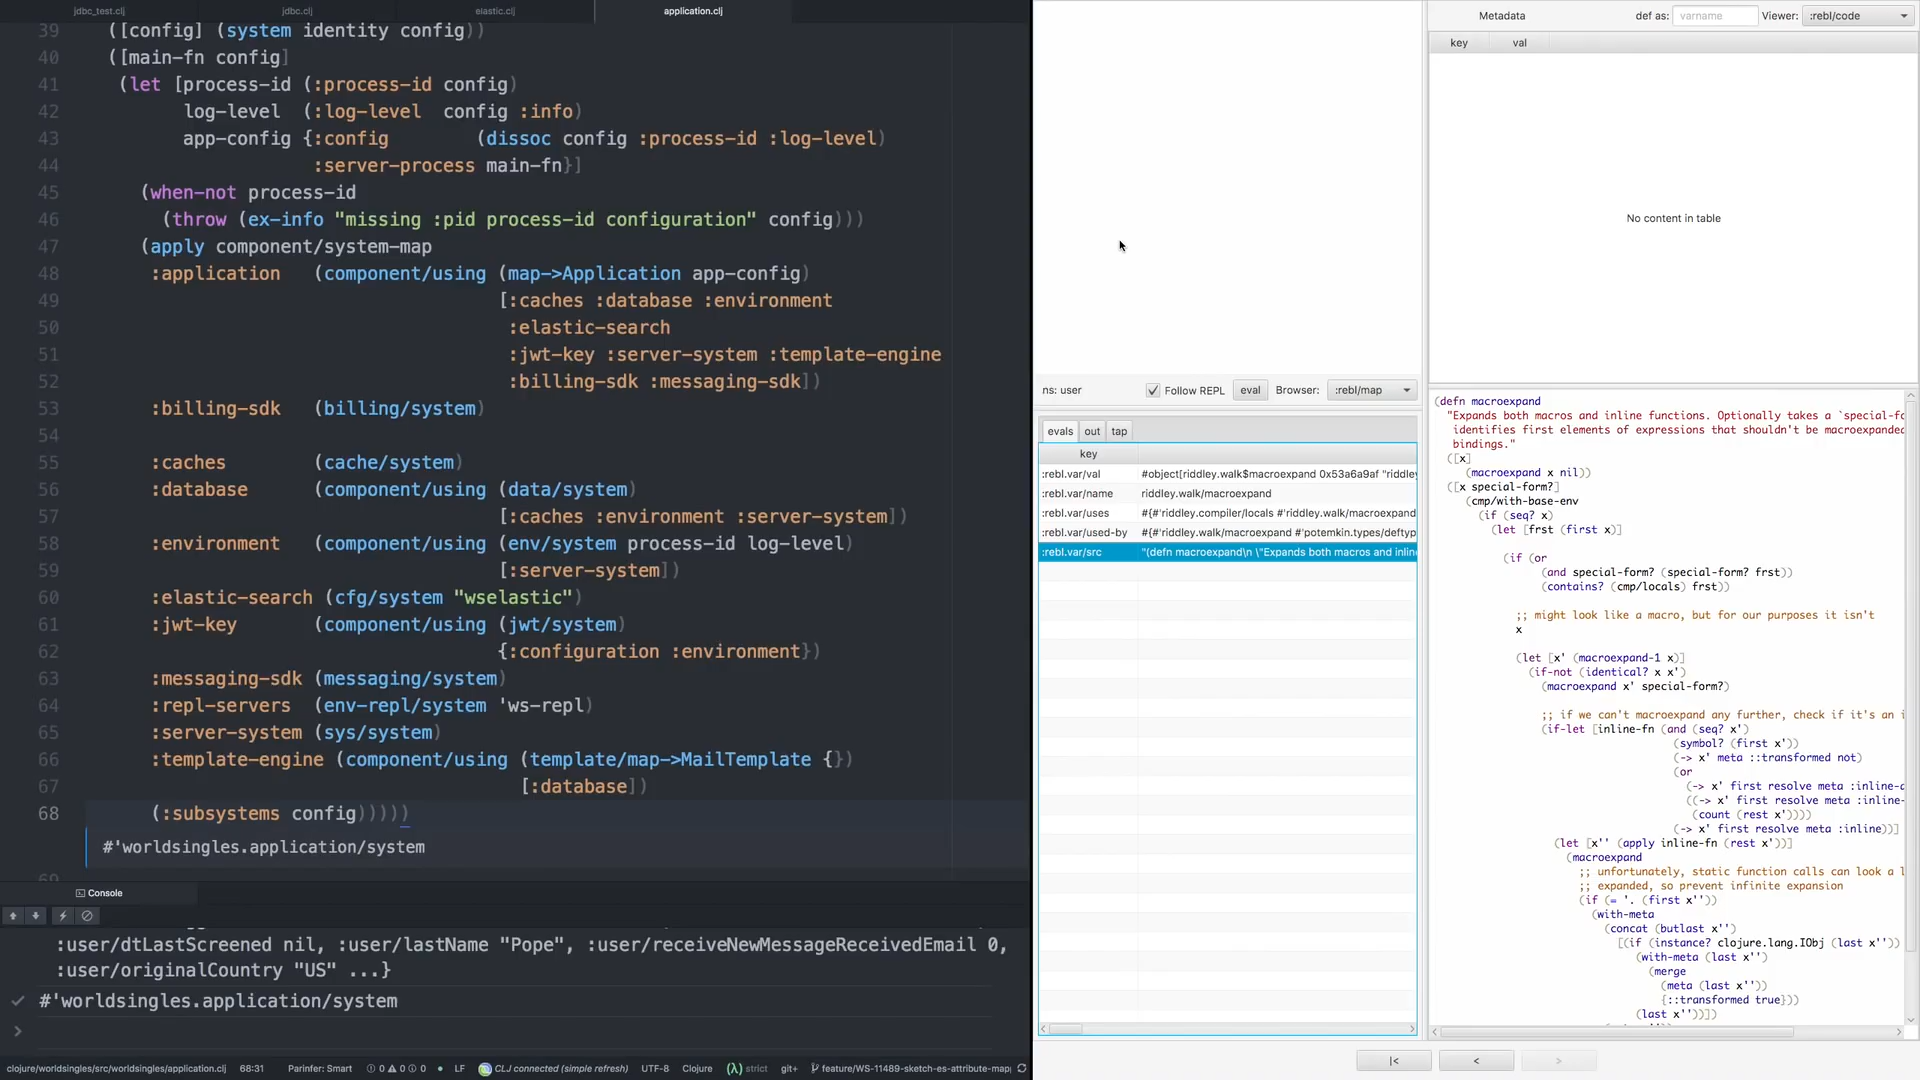 jdbc_test.clj
jdbc.clj
elastic.clj
application.clj
39 ([config] (system identity config))
40 ([main-fn config]
41 (let [process-id (:process-id config)
42 log-level (:log-level config :info)
43 app-config {:config (dissoc config :process-id :log-level)
44 :server-process main-fn}]
45 (when-not process-id
46 (throw (ex-info "missing :pid process-id configuration" config)))
47 (apply component/system-map
48 :application (component/using (map->Application app-config)
49 [:caches :database :environment
50 :elastic-search
51 :jwt-key :server-system :template-engine
52 :billing-sdk :messaging-sdk])
53 :billing-sdk (billing/system)
54
55 :caches (cache/system)
56 :database (component/using (data/system)
57 [:caches :environment :server-system])
58 :environment (component/using (env/system process-id log-level)
59 [:server-system])
60 :elastic-search (cfg/system "wselastic")
61 :jwt-key (component/using (jwt/system)
62 {:configuration :environment})
63 :messaging-sdk (messaging/system)
64 :repl-servers (env-repl/system 'ws-repl)
65 :server-system (sys/system)
66 :template-engine (component/using (template/map->MailTemplate {})
67 [:database])
68 (:subsystems config)))))
#'worldsingles.application/system
69
Console
:user/dtLastScreened nil, :user/lastName "Pope", :user/receiveNewMessageReceivedEmail 0,
:user/originalCountry "US" ...}
#'worldsingles.application/system
clojure/worldsingles/src/worldsingles/application.clj Parinfer: Smart 0 0 0 LF CLJ connected (simple refresh) UTF-8 Clojure (λ) strict git+ feature/WS-11489-sketch-es-attribute-map
ns: user Follow REPL eval Browser: :rebl/map
evals out tap
key
:rebl.var/val #object[riddley.walk$macroexpand 0x53a6a9af "riddley
:rebl.var/name riddley.walk/macroexpand
:rebl.var/uses #{#'riddley.compiler/locals #'riddley.walk/macroexpand
:rebl.var/used-by #{#'riddley.walk/macroexpand #'potemkin.types/deftyp
:rebl.var/src "(defn macroexpand\n \"Expands both macros and inline
Metadata def as: varname Viewer: :rebl/code
key val
No content in table
(defn macroexpand
"Expands both macros and inline functions. Optionally takes a `special-fo
identifies first elements of expressions that shouldn't be macroexpanded
bindings."
([x]
(macroexpand x nil))
([x special-form?]
(cmp/with-base-env
(if (seq? x)
(let [frst (first x)]
(if (or
(and special-form? (special-form? frst))
(contains? (cmp/locals) frst))
;; might look like a macro, but for our purposes it isn't
x
(let [x' (macroexpand-1 x)]
(if-not (identical? x x')
(macroexpand x' special-form?)
;; if we can't macroexpand any further, check if it's an i
(if-let [inline-fn (and (seq? x')
(symbol? (first x'))
(-> x' meta ::transformed not)
(or
(-> x' first resolve meta :inline-a
((-> x' first resolve meta :inline-
(count (rest x'))))
(-> x' first resolve meta :inline))]
(let [x'' (apply inline-fn (rest x'))]
(macroexpand
;; unfortunately, static function calls can look a l
;; expanded, so prevent infinite expansion
(if (= '. (first x''))
(with-meta
(concat (butlast x'')
[(if (instance? clojure.lang.IObj (last x''))
(with-meta (last x'')
(merge
(meta (last x''))
{::transformed true}))
(last x''))])
|< < >